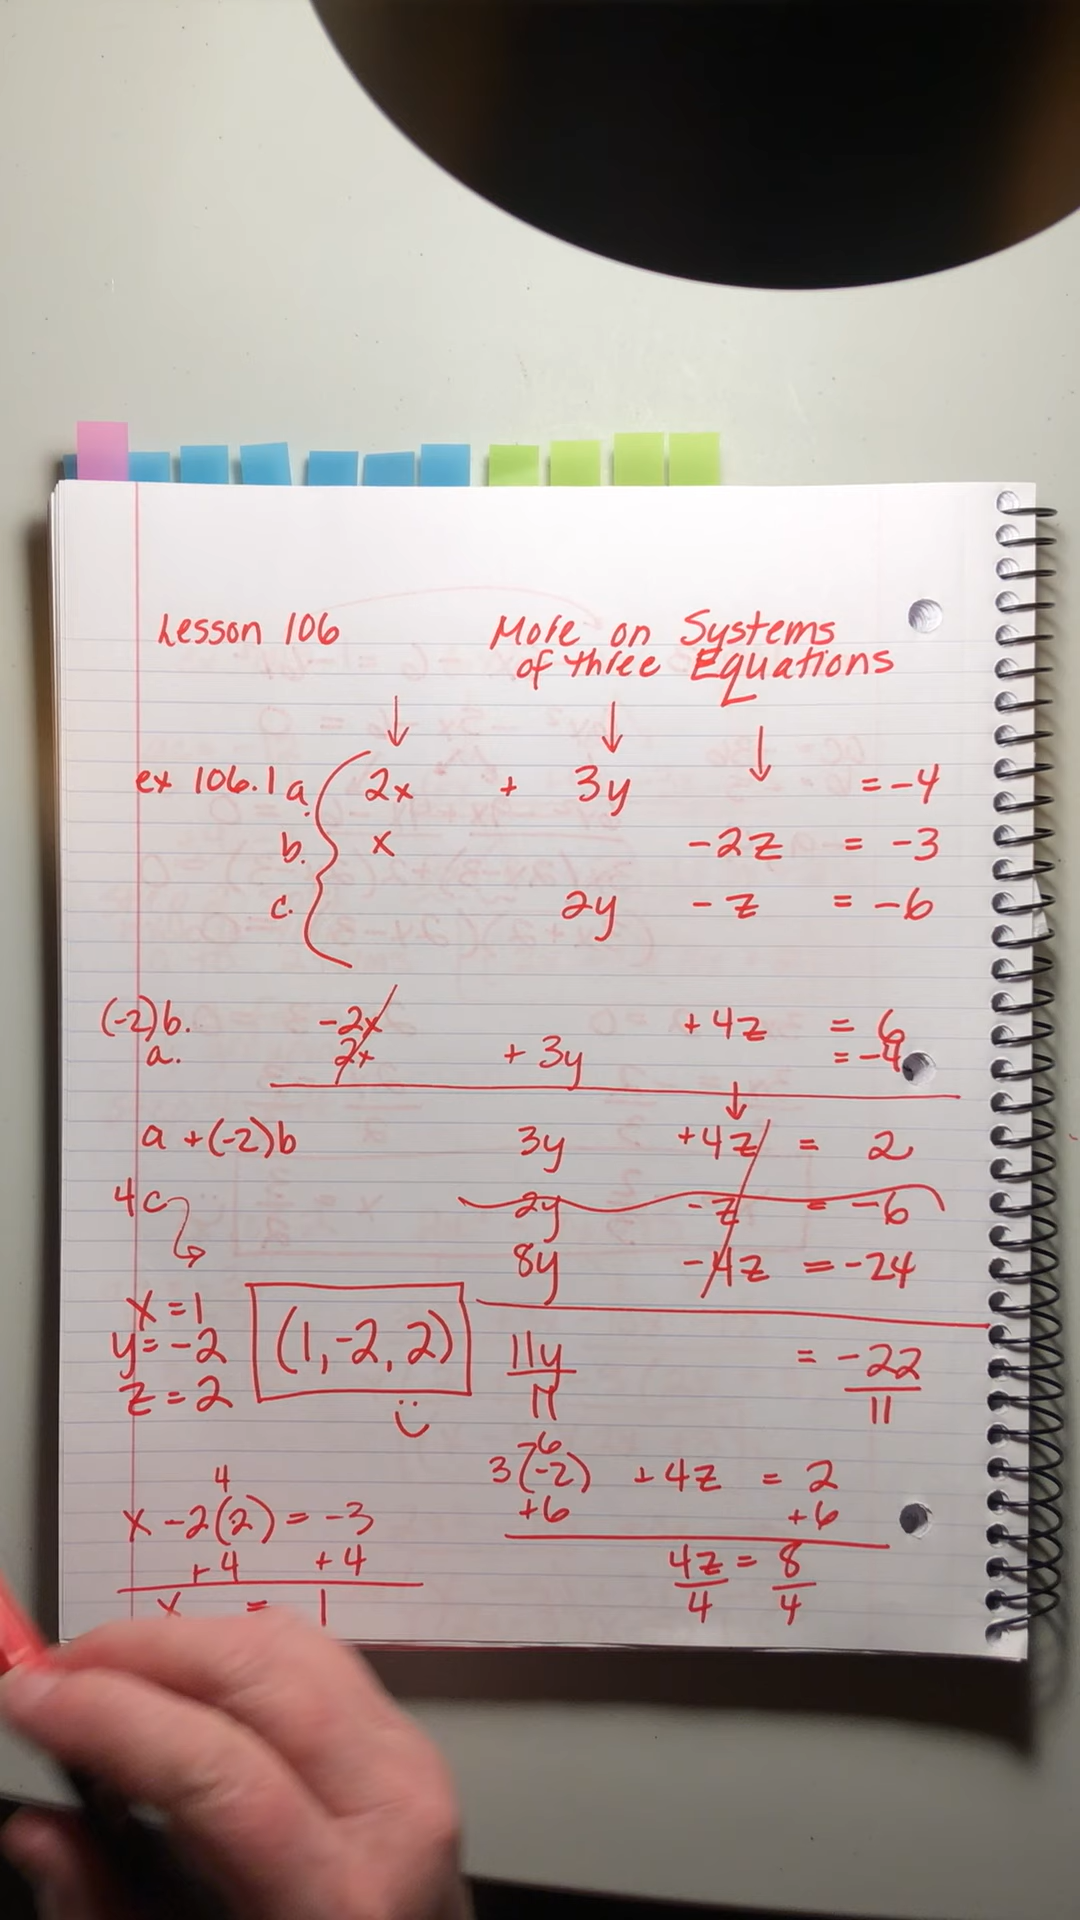 Lesson 106 More on Systems
of three Equations
ex 106.1 a. 2x + 3y = -4
b. x -2z = -3
c. 2y - z = -6
(-2)b. -2x +4z = 6
a. 2x + 3y = -4
a + (-2)b 3y +4z = 2
4c 2y -z = -6
8y -4z = -24
x = 1
y = -2 (1, -2, 2) 11y = -22
z = 2 11 11
-6
3(-2) + 4z = 2
+6 +6
4
x - 2(2) = -3
+4 +4 4z = 8
x = 1 4 4